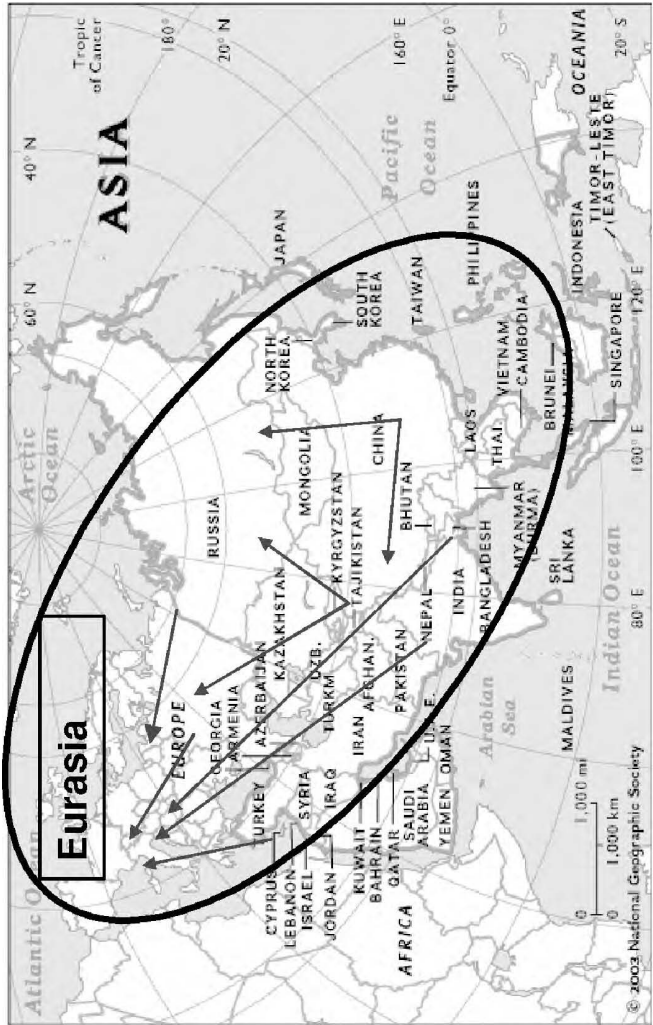 Tropic
of Cancer
180°
20° N
160° E
Equator 0°
20° S
40° N
60° N
ASIA
Pacific
Ocean
OCEANIA
TIMOR-LESTE
(EAST TIMOR)
Arctic
Ocean
JAPAN
SOUTH
KOREA
NORTH
KOREA
TAIWAN
PHILIPPINES
INDONESIA
120° E
RUSSIA
MONGOLIA
CHINA
LAOS
VIETNAM
CAMBODIA
THAI.
BRUNEI
MALAYSIA
SINGAPORE
100° E
KYRGYZSTAN
TAJIKISTAN
BHUTAN
MYANMAR
(BURMA)
KAZAKHSTAN
UZB.
TURKM.
AFGHAN.
PAKISTAN
NEPAL
INDIA
BANGLADESH
SRI
LANKA
80° E
Eurasia
EUROPE
GEORGIA
ARMENIA
AZERBAIJAN
IRAN
TURKEY
SYRIA
IRAQ
U.A.E.
OMAN
Arabian
Sea
MALDIVES
Indian Ocean
CYPRUS
LEBANON
ISRAEL
JORDAN
KUWAIT
BAHRAIN
QATAR
SAUDI
ARABIA
YEMEN
AFRICA
Atlantic Ocean
0 1,000 mi
0 1,000 km
© 2003 National Geographic Society